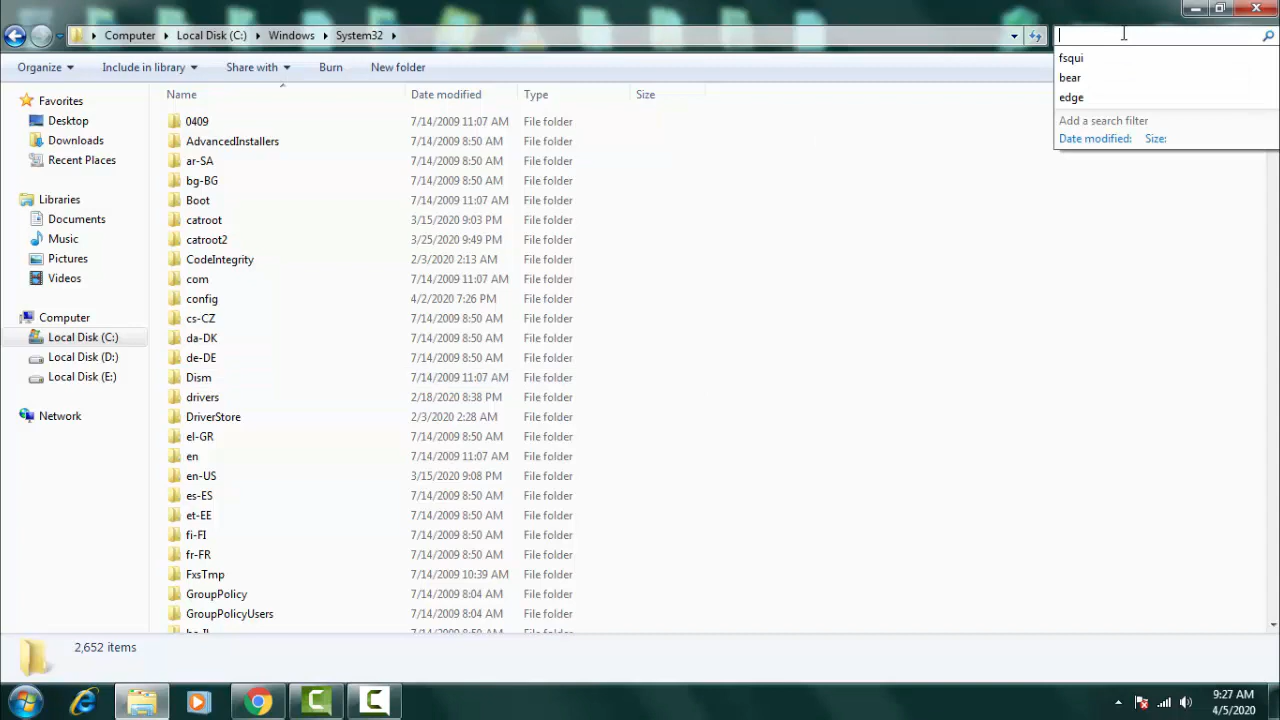 Computer Local Disk (C:) Windows System32
fsqui
bear
edge
Add a search filter
Date modified: Size:
Organize Include in library Share with Burn New folder
Favorites
Desktop
Downloads
Recent Places
Libraries
Documents
Music
Pictures
Videos
Computer
Local Disk (C:)
Local Disk (D:)
Local Disk (E:)
Network
Name Date modified Type Size
0409 7/14/2009 11:07 AM File folder
AdvancedInstallers 7/14/2009 8:50 AM File folder
ar-SA 7/14/2009 8:50 AM File folder
bg-BG 7/14/2009 8:50 AM File folder
Boot 7/14/2009 11:07 AM File folder
catroot 3/15/2020 9:03 PM File folder
catroot2 3/25/2020 9:49 PM File folder
CodeIntegrity 2/3/2020 2:13 AM File folder
com 7/14/2009 11:07 AM File folder
config 4/2/2020 7:26 PM File folder
cs-CZ 7/14/2009 8:50 AM File folder
da-DK 7/14/2009 8:50 AM File folder
de-DE 7/14/2009 8:50 AM File folder
Dism 7/14/2009 11:07 AM File folder
drivers 2/18/2020 8:38 PM File folder
DriverStore 2/3/2020 2:28 AM File folder
el-GR 7/14/2009 8:50 AM File folder
en 7/14/2009 11:07 AM File folder
en-US 3/15/2020 9:08 PM File folder
es-ES 7/14/2009 8:50 AM File folder
et-EE 7/14/2009 8:50 AM File folder
fi-FI 7/14/2009 8:50 AM File folder
fr-FR 7/14/2009 8:50 AM File folder
FxsTmp 7/14/2009 10:39 AM File folder
GroupPolicy 7/14/2009 8:04 AM File folder
GroupPolicyUsers 7/14/2009 8:04 AM File folder
2,652 items
9:27 AM
4/5/2020